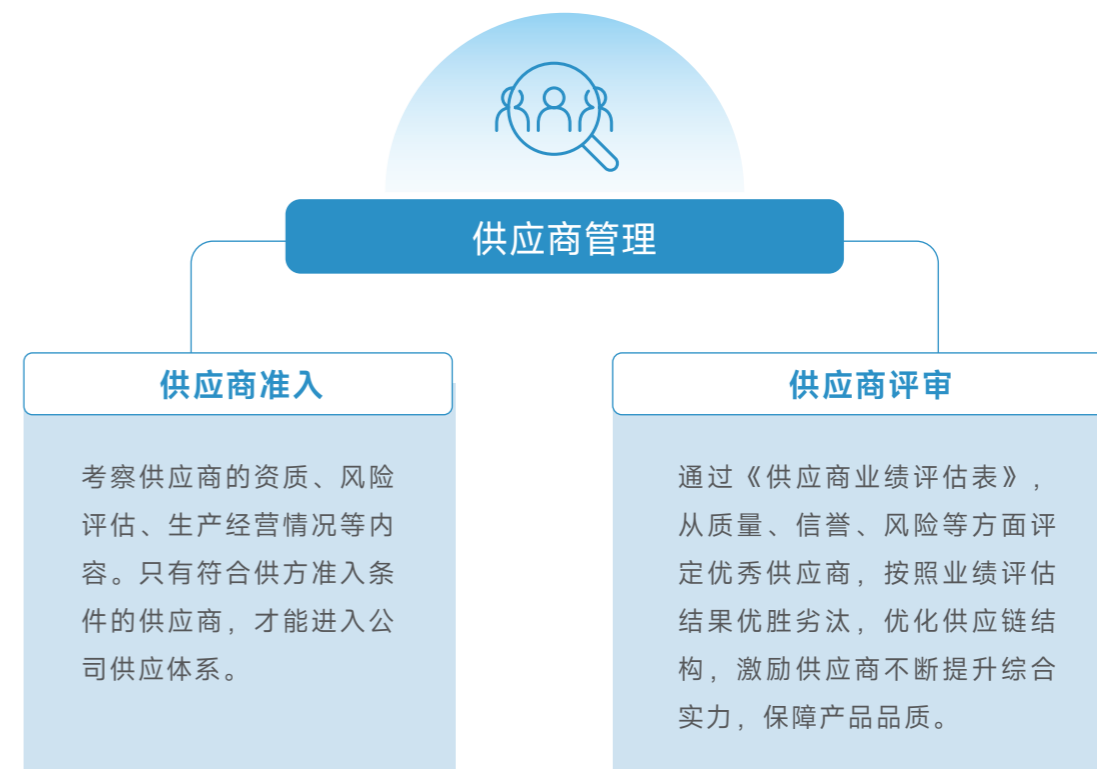 供应商管理
供应商准入
考察供应商的资质、风险
评估、生产经营情况等内
容。只有符合供方准入条
件的供应商，才能进入公
司供应体系。
供应商评审
通过《供应商业绩评估表》，
从质量、信誉、风险等方面评
定优秀供应商，按照业绩评估
结果优胜劣汰，优化供应链结
构，激励供应商不断提升综合
实力，保障产品品质。